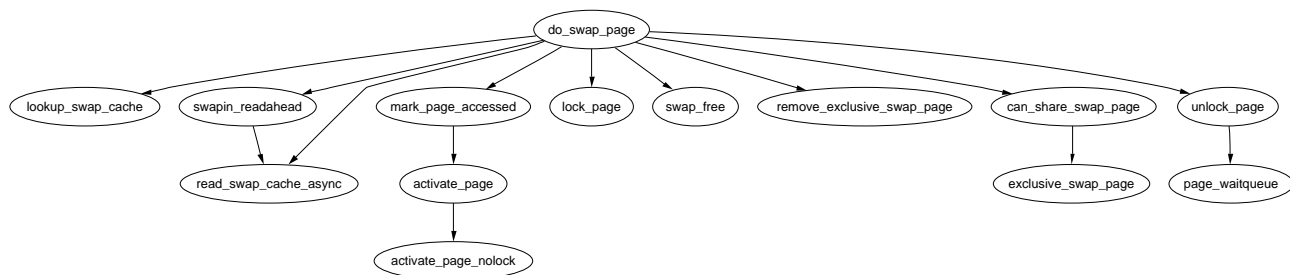 do_swap_page
lookup_swap_cache
swapin_readahead
mark_page_accessed
lock_page
swap_free
remove_exclusive_swap_page
can_share_swap_page
unlock_page
read_swap_cache_async
activate_page
exclusive_swap_page
page_waitqueue
activate_page_nolock